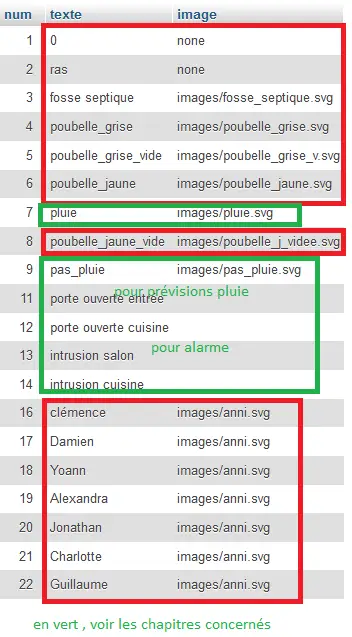 num texte image
1 0 none
2 ras none
3 fosse septique images/fosse_septique.svg
4 poubelle_grise images/poubelle_grise.svg
5 poubelle_grise_vide images/poubelle_grise_v.svg
6 poubelle_jaune images/poubelle_jaune.svg
7 pluie images/pluie.svg
8 poubelle_jaune_vide images/poubelle_j_videe.svg
9 pas_pluie images/pas_pluie.svg
pour prévisions pluie
11 porte ouverte entrée
12 porte ouverte cuisine
pour alarme
13 intrusion salon
14 intrusion cuisine
16 clémence images/anni.svg
17 Damien images/anni.svg
18 Yoann images/anni.svg
19 Alexandra images/anni.svg
20 Jonathan images/anni.svg
21 Charlotte images/anni.svg
22 Guillaume images/anni.svg
en vert , voir les chapitres concernés